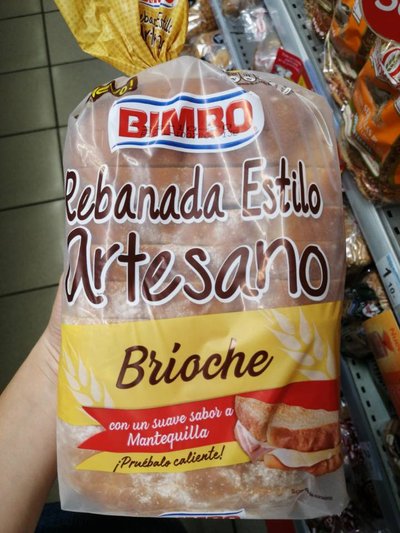 BIMBO
Rebanada Estilo
artesano
Brioche
con un suave sabor a
Mantequilla
¡Pruébalo caliente!